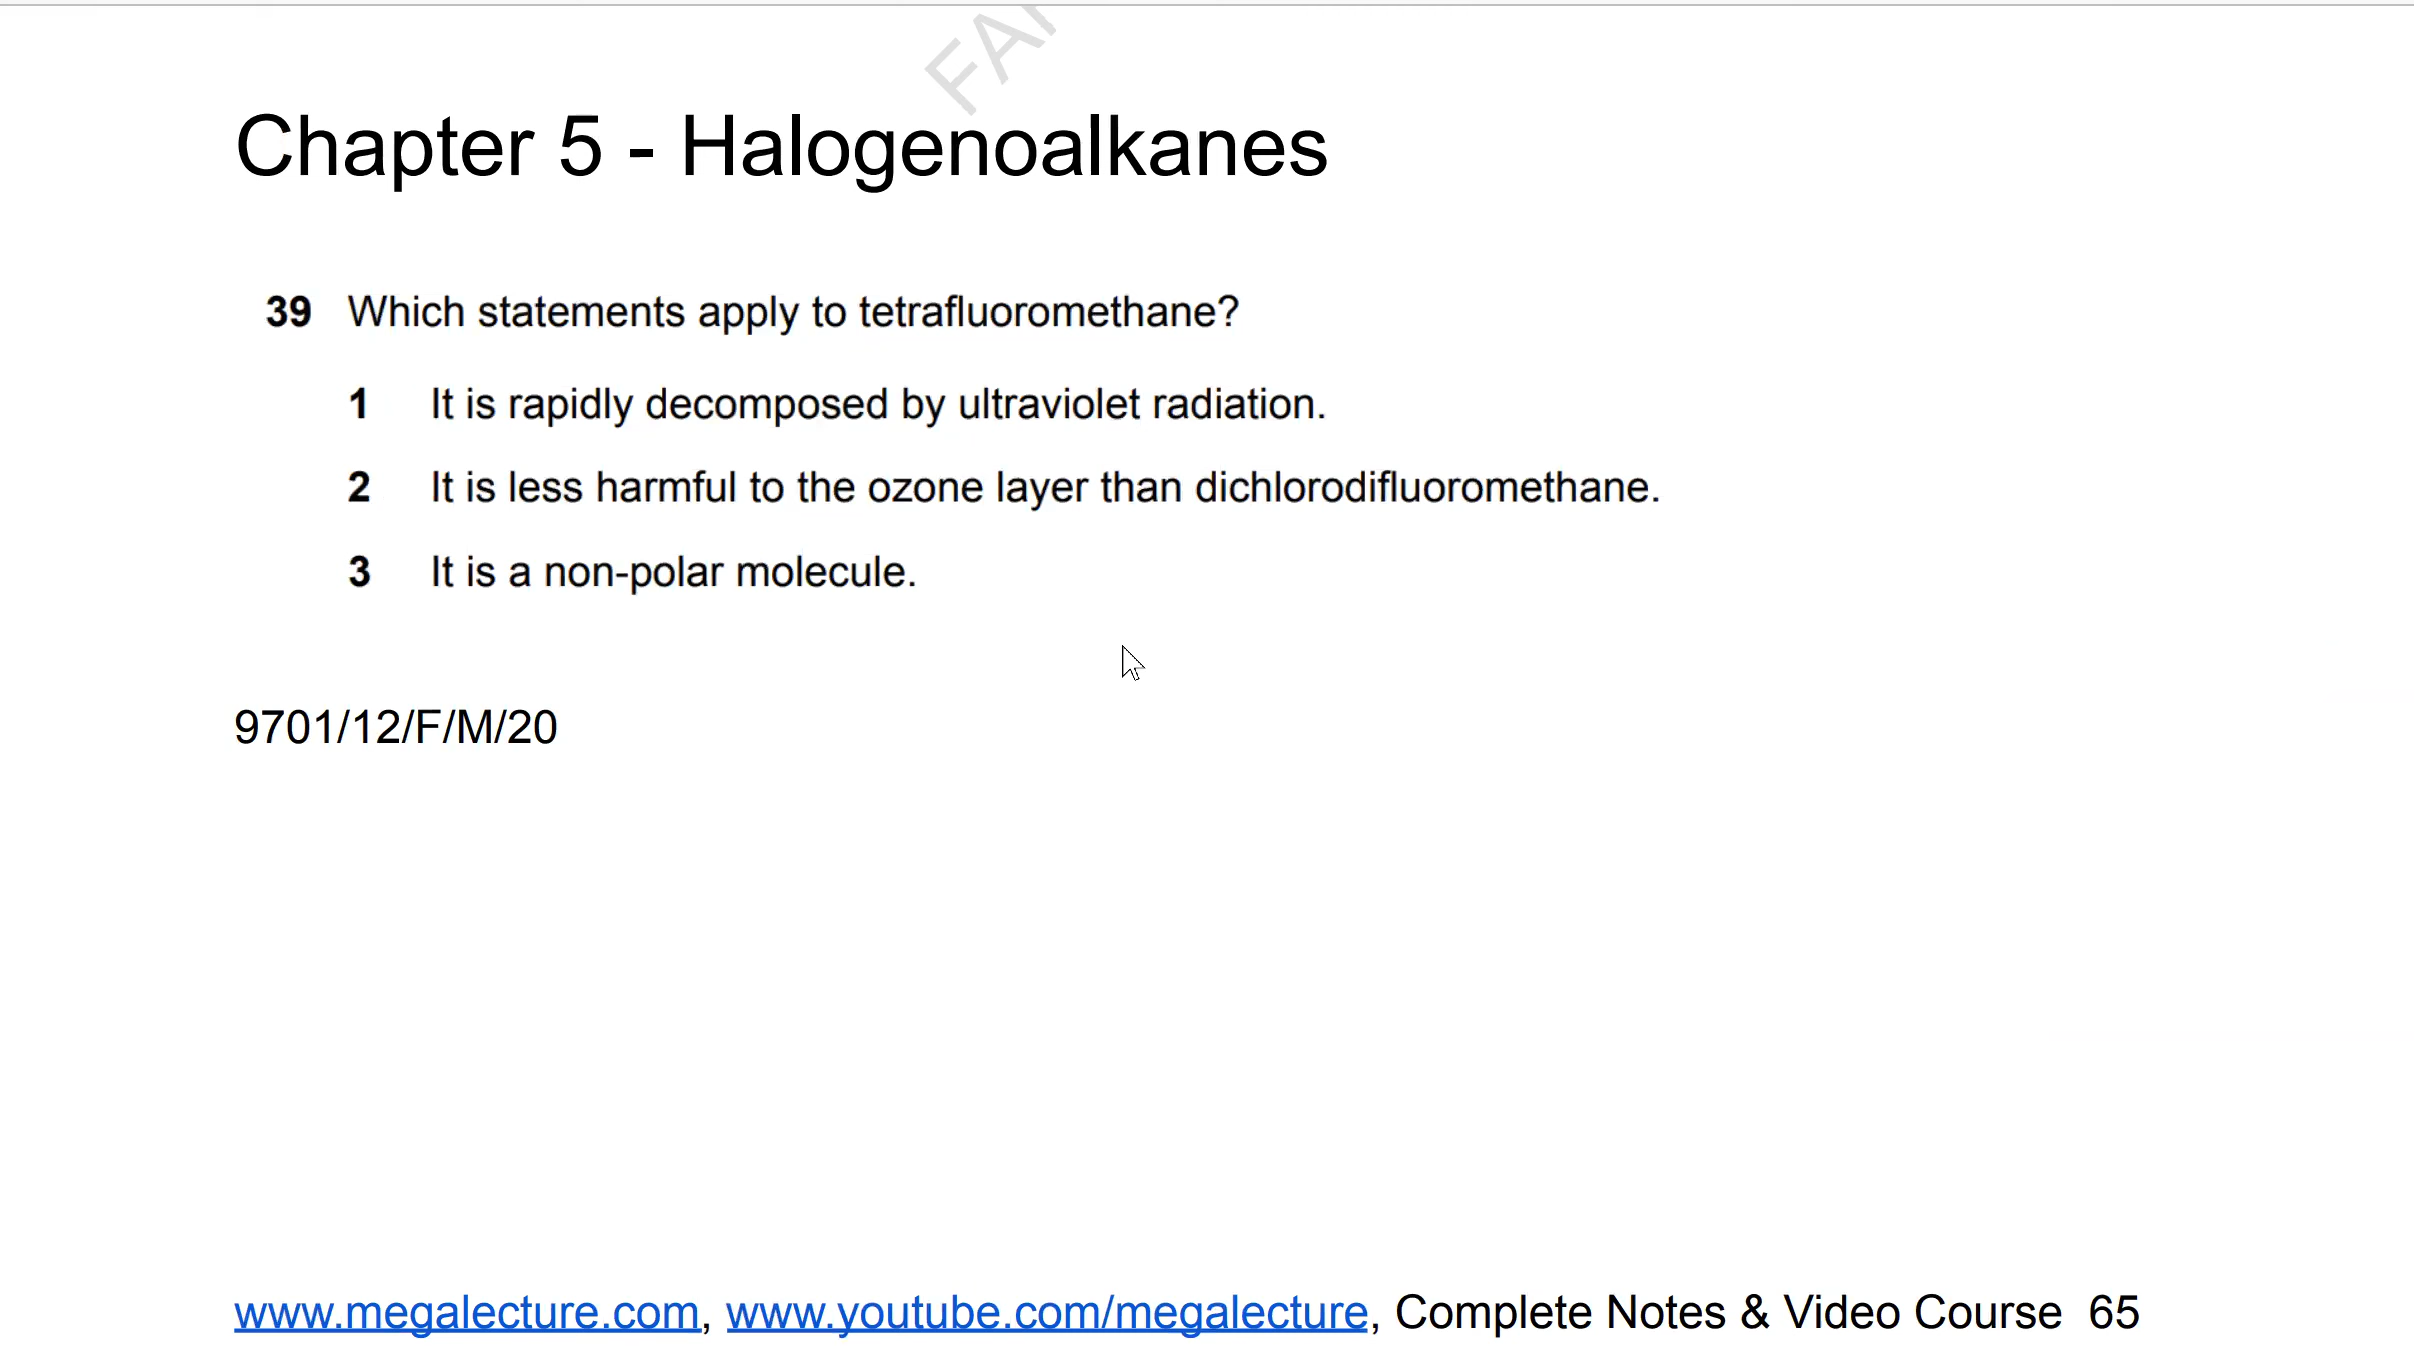 Chapter 5 - Halogenoalkanes
39 Which statements apply to tetrafluoromethane?
1 It is rapidly decomposed by ultraviolet radiation.
2 It is less harmful to the ozone layer than dichlorodifluoromethane.
3 It is a non-polar molecule.
9701/12/F/M/20
www.megalecture.com, www.youtube.com/megalecture, Complete Notes & Video Course 65